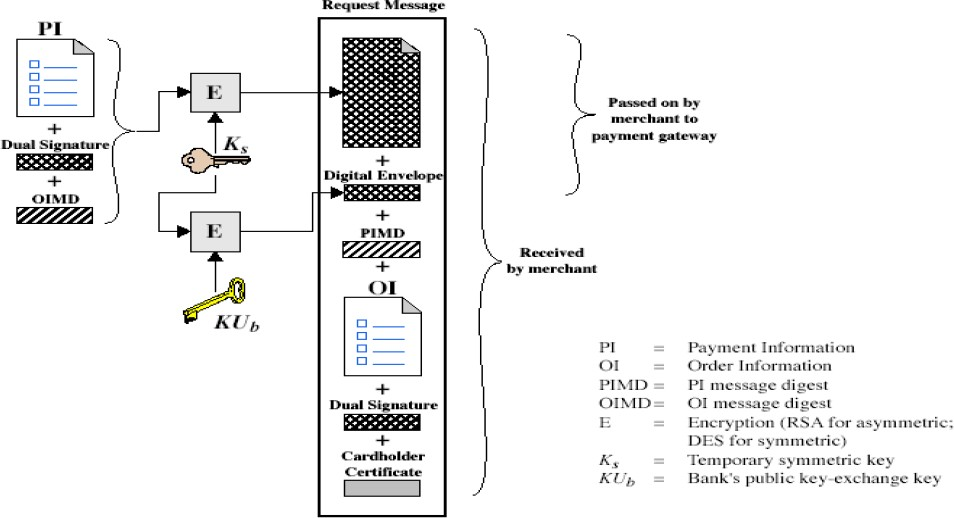 Request Message
PI
+
Dual Signature
+
OIMD
E
Ks
E
KUb
+
Digital Envelope
+
PIMD
+
OI
+
Dual Signature
+
Cardholder
Certificate
Passed on by
merchant to
payment gateway
Received
by merchant
PI = Payment Information
OI = Order Information
PIMD = PI message digest
OIMD = OI message digest
E = Encryption (RSA for asymmetric;
DES for symmetric)
Ks = Temporary symmetric key
KUb = Bank's public key-exchange key